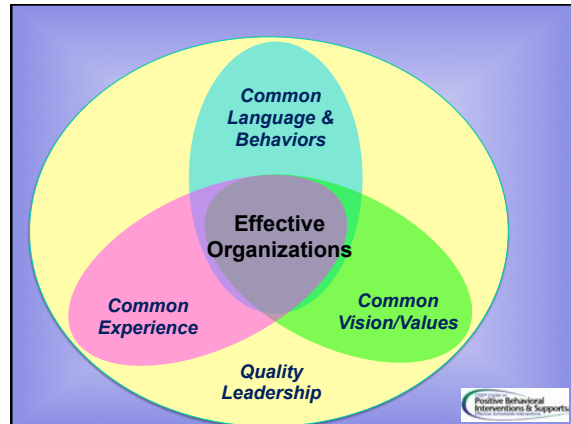 Common
Language &
Behaviors
Effective
Organizations
Common
Experience
Common
Vision/Values
Quality
Leadership
Positive Behavioral
Interventions & Supports